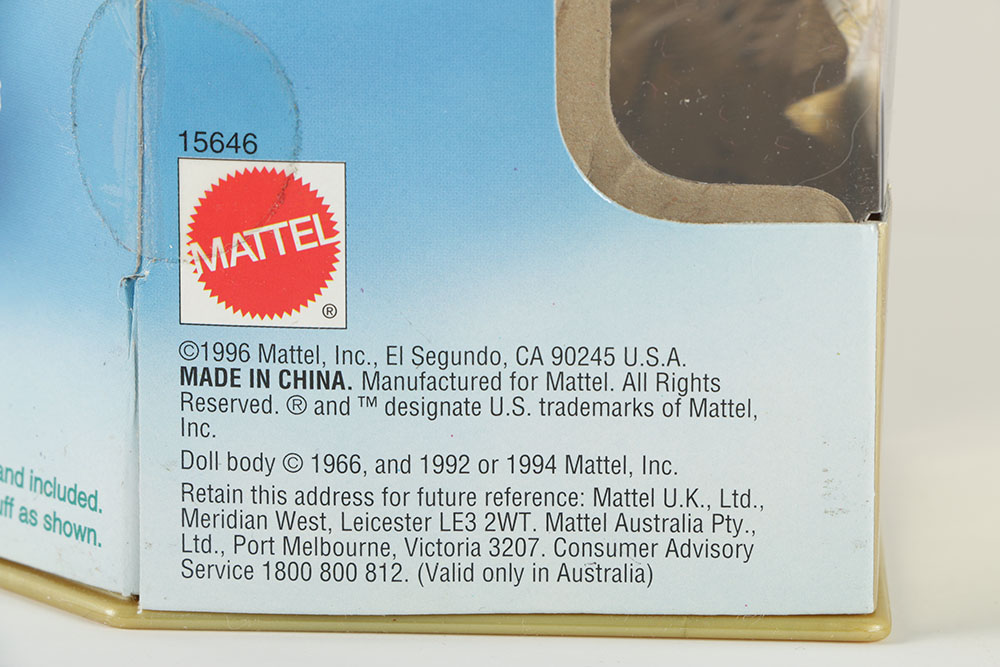 15646
MATTEL
®
©1996 Mattel, Inc., El Segundo, CA 90245 U.S.A.
MADE IN CHINA. Manufactured for Mattel. All Rights
Reserved. ® and ™ designate U.S. trademarks of Mattel,
Inc.
Doll body © 1966, and 1992 or 1994 Mattel, Inc.
Retain this address for future reference: Mattel U.K., Ltd.,
Meridian West, Leicester LE3 2WT. Mattel Australia Pty.,
Ltd., Port Melbourne, Victoria 3207. Consumer Advisory
Service 1800 800 812. (Valid only in Australia)
and included.
as shown.